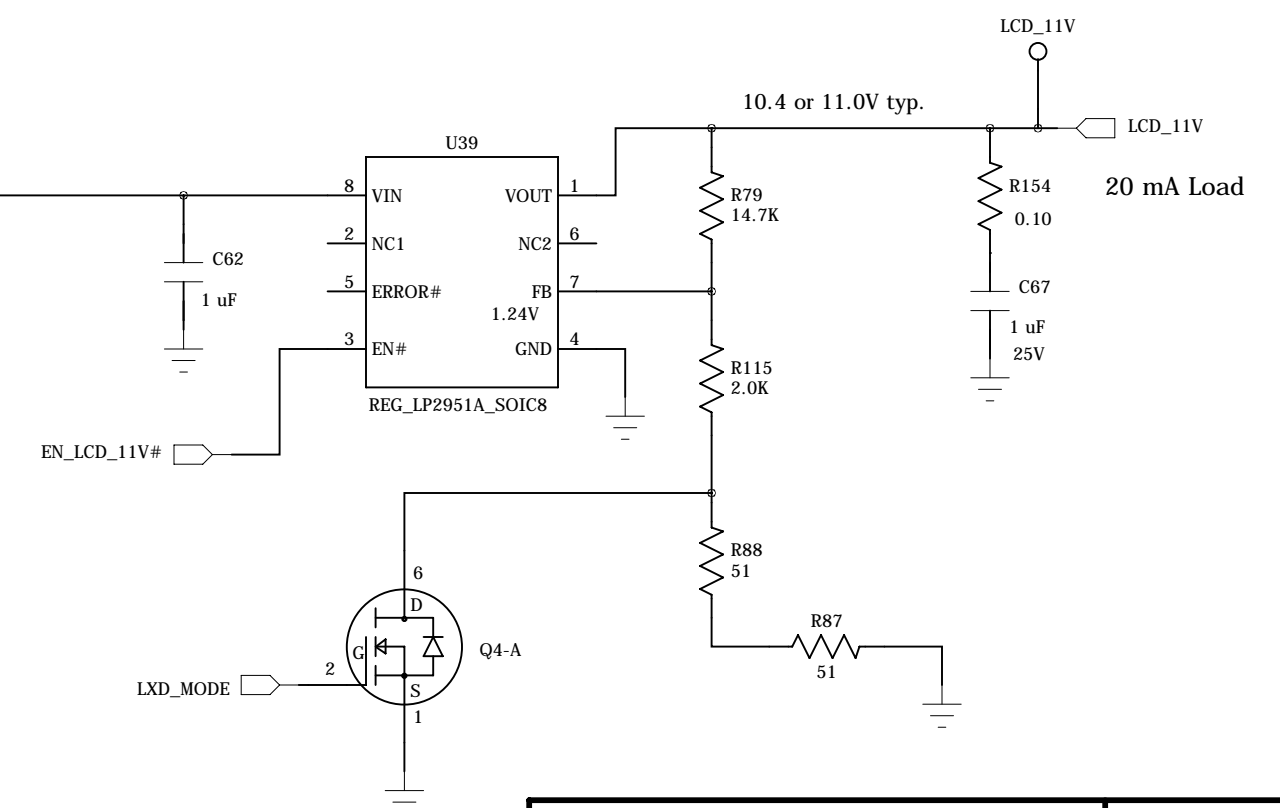 LCD_11V
10.4 or 11.0V typ.
LCD_11V
20 mA Load
U39
8 VIN
VOUT 1
2 NC1
NC2 6
5 ERROR#
FB 7
1.24V
3 EN#
GND 4
REG_LP2951A_SOIC8
C62
1 uF
R79
14.7K
R154
0.10
C67
1 uF
25V
R115
2.0K
EN_LCD_11V#
R88
51
R87
51
6
D
G
S
Q4-A
LXD_MODE
2
1